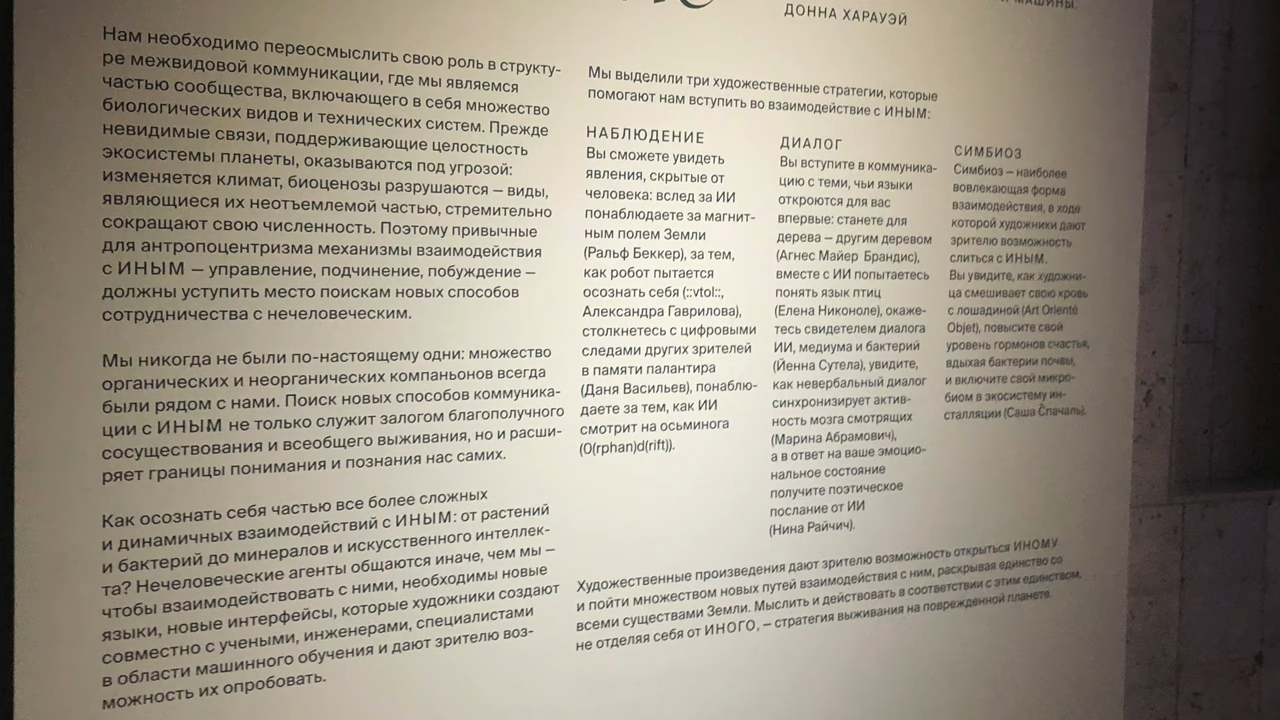 МАШИНЫ.
ДОННА ХАРАУЭЙ
Нам необходимо переосмыслить свою роль в структу-
ре межвидовой коммуникации, где мы являемся
частью сообщества, включающего в себя множество
биологических видов и технических систем. Прежде
невидимые связи, поддерживающие целостность
экосистемы планеты, оказываются под угрозой:
изменяется климат, биоценозы разрушаются — виды,
являющиеся их неотъемлемой частью, стремительно
сокращают свою численность. Поэтому привычные
для антропоцентризма механизмы взаимодействия
с ИНЫМ — управление, подчинение, побуждение —
должны уступить место поискам новых способов
сотрудничества с нечеловеческим.
Мы никогда не были по-настоящему одни: множество
органических и неорганических компаньонов всегда
были рядом с нами. Поиск новых способов коммуника-
ции с ИНЫМ не только служит залогом благополучного
сосуществования и всеобщего выживания, но и расши-
ряет границы понимания и познания нас самих.
Как осознать себя частью все более сложных
и динамичных взаимодействий с ИНЫМ: от растений
и бактерий до минералов и искусственного интеллек-
та? Нечеловеческие агенты общаются иначе, чем мы —
чтобы взаимодействовать с ними, необходимы новые
языки, новые интерфейсы, которые художники создают
совместно с учеными, инженерами, специалистами
в области машинного обучения и дают зрителю воз-
можность их опробовать.
Мы выделили три художественные стратегии, которые
помогают нам вступить во взаимодействие с ИНЫМ:
НАБЛЮДЕНИЕ
Вы сможете увидеть
явления, скрытые от
человека: вслед за ИИ
понаблюдаете за магнит-
ным полем Земли
(Ральф Беккер), за тем,
как робот пытается
осознать себя (::vtol::,
Александра Гаврилова),
столкнетесь с цифровыми
следами других зрителей
в памяти палантира
(Даня Васильев), понаблю-
даете за тем, как ИИ
смотрит на осьминога
(0(rphan)d(rift)).
ДИАЛОГ
Вы вступите в коммуника-
цию с теми, чьи языки
откроются для вас
впервые: станете для
дерева — другим деревом
(Агнес Майер Брандис),
вместе с ИИ попытаетесь
понять язык птиц
(Елена Никоноле), окаже-
тесь свидетелем диалога
ИИ, медиума и бактерий
(Йенна Сутела), увидите,
как невербальный диалог
синхронизирует актив-
ность мозга смотрящих
(Марина Абрамович),
а в ответ на ваше эмоцио-
нальное состояние
получите поэтическое
послание от ИИ
(Нина Райчич).
СИМБИОЗ
Симбиоз — наиболее
вовлекающая форма
взаимодействия, в ходе
которой художники дают
зрителю возможность
слиться с ИНЫМ.
Вы увидите, как художни-
ца смешивает свою кровь
с лошадиной (Art Orienté
Objet), повысите свой
уровень гормонов счастья,
вдыхая бактерии почвы,
и включите свой микро-
биом в экосистему ин-
сталляции (Саша Спачаль).
Художественные произведения дают зрителю возможность открыться ИНОМУ
и пойти множеством новых путей взаимодействия с ним, раскрывая единство со
всеми существами Земли. Мыслить и действовать в соответствии с этим единством,
не отделяя себя от ИНОГО, — стратегия выживания на поврежденной планете.